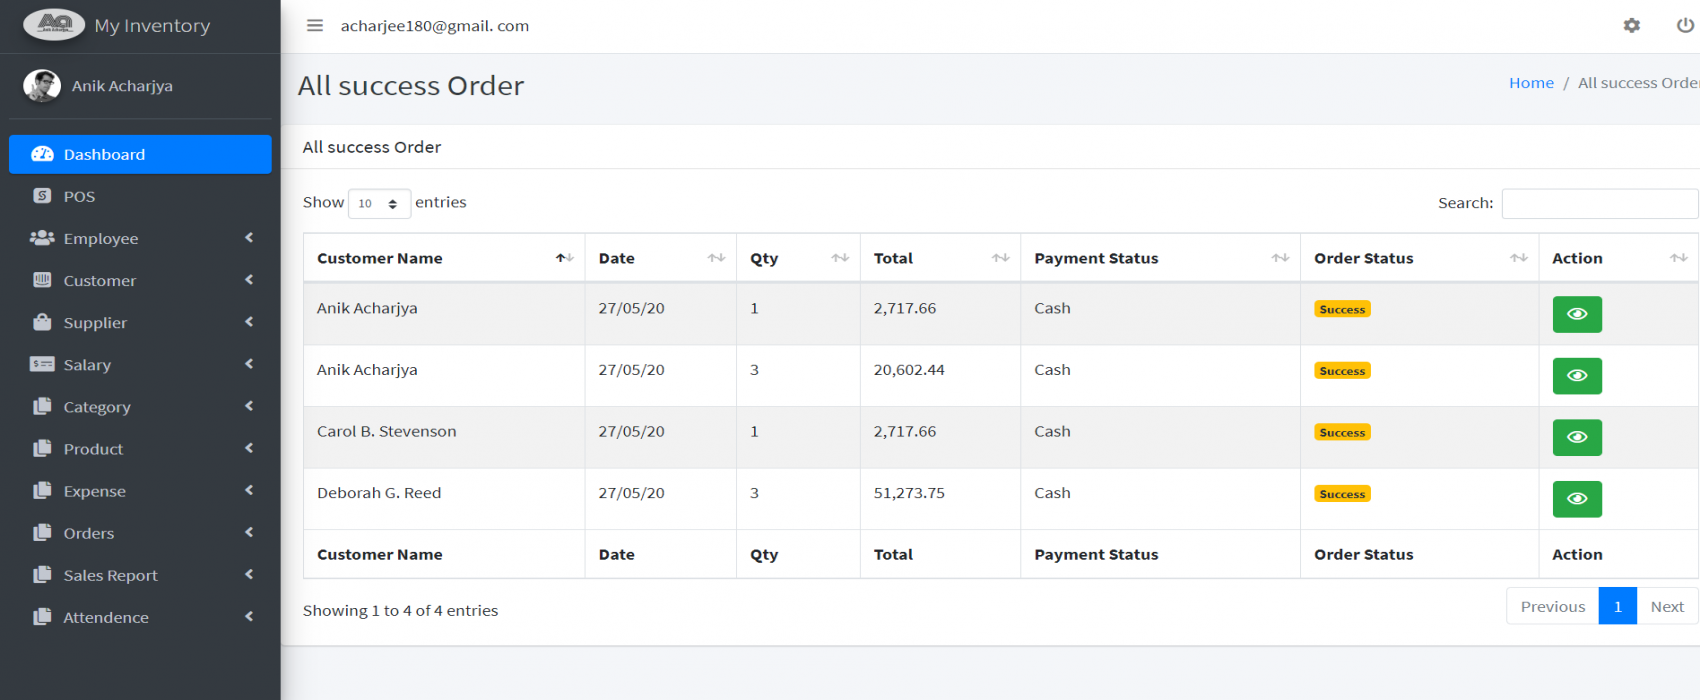 My Inventory
acharjee180@gmail. com
Anik Acharjya
All success Order
Home / All success Order
Dashboard
POS
Employee
Customer
Supplier
Salary
Category
Product
Expense
Orders
Sales Report
Attendence
All success Order
Show 10 entries
Search:
Customer Name Date Qty Total Payment Status Order Status Action
Anik Acharjya 27/05/20 1 2,717.66 Cash Success
Anik Acharjya 27/05/20 3 20,602.44 Cash Success
Carol B. Stevenson 27/05/20 1 2,717.66 Cash Success
Deborah G. Reed 27/05/20 3 51,273.75 Cash Success
Customer Name Date Qty Total Payment Status Order Status Action
Showing 1 to 4 of 4 entries
Previous 1 Next